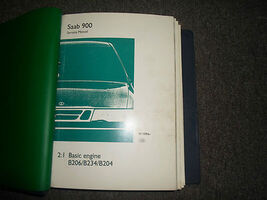 Saab 900
Service Manual
2:1 Basic engine
B206/B234/B204